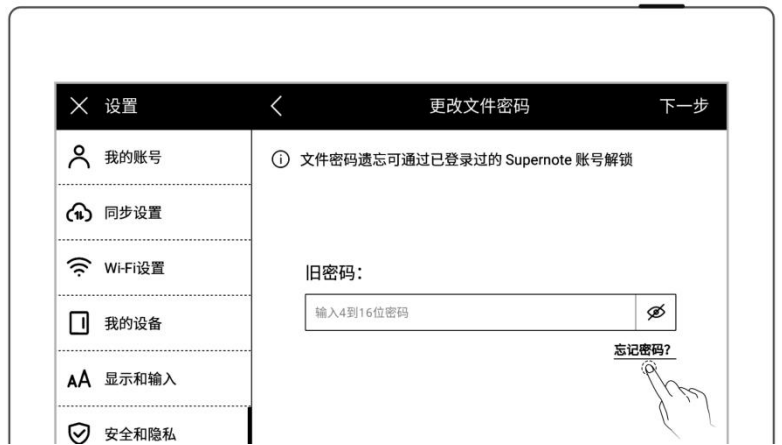 设置
更改文件密码
下一步
我的账号
同步设置
Wi-Fi设置
我的设备
AA 显示和输入
安全和隐私
文件密码遗忘可通过已登录过的 Supernote 账号解锁
旧密码：
输入4到16位密码
忘记密码？